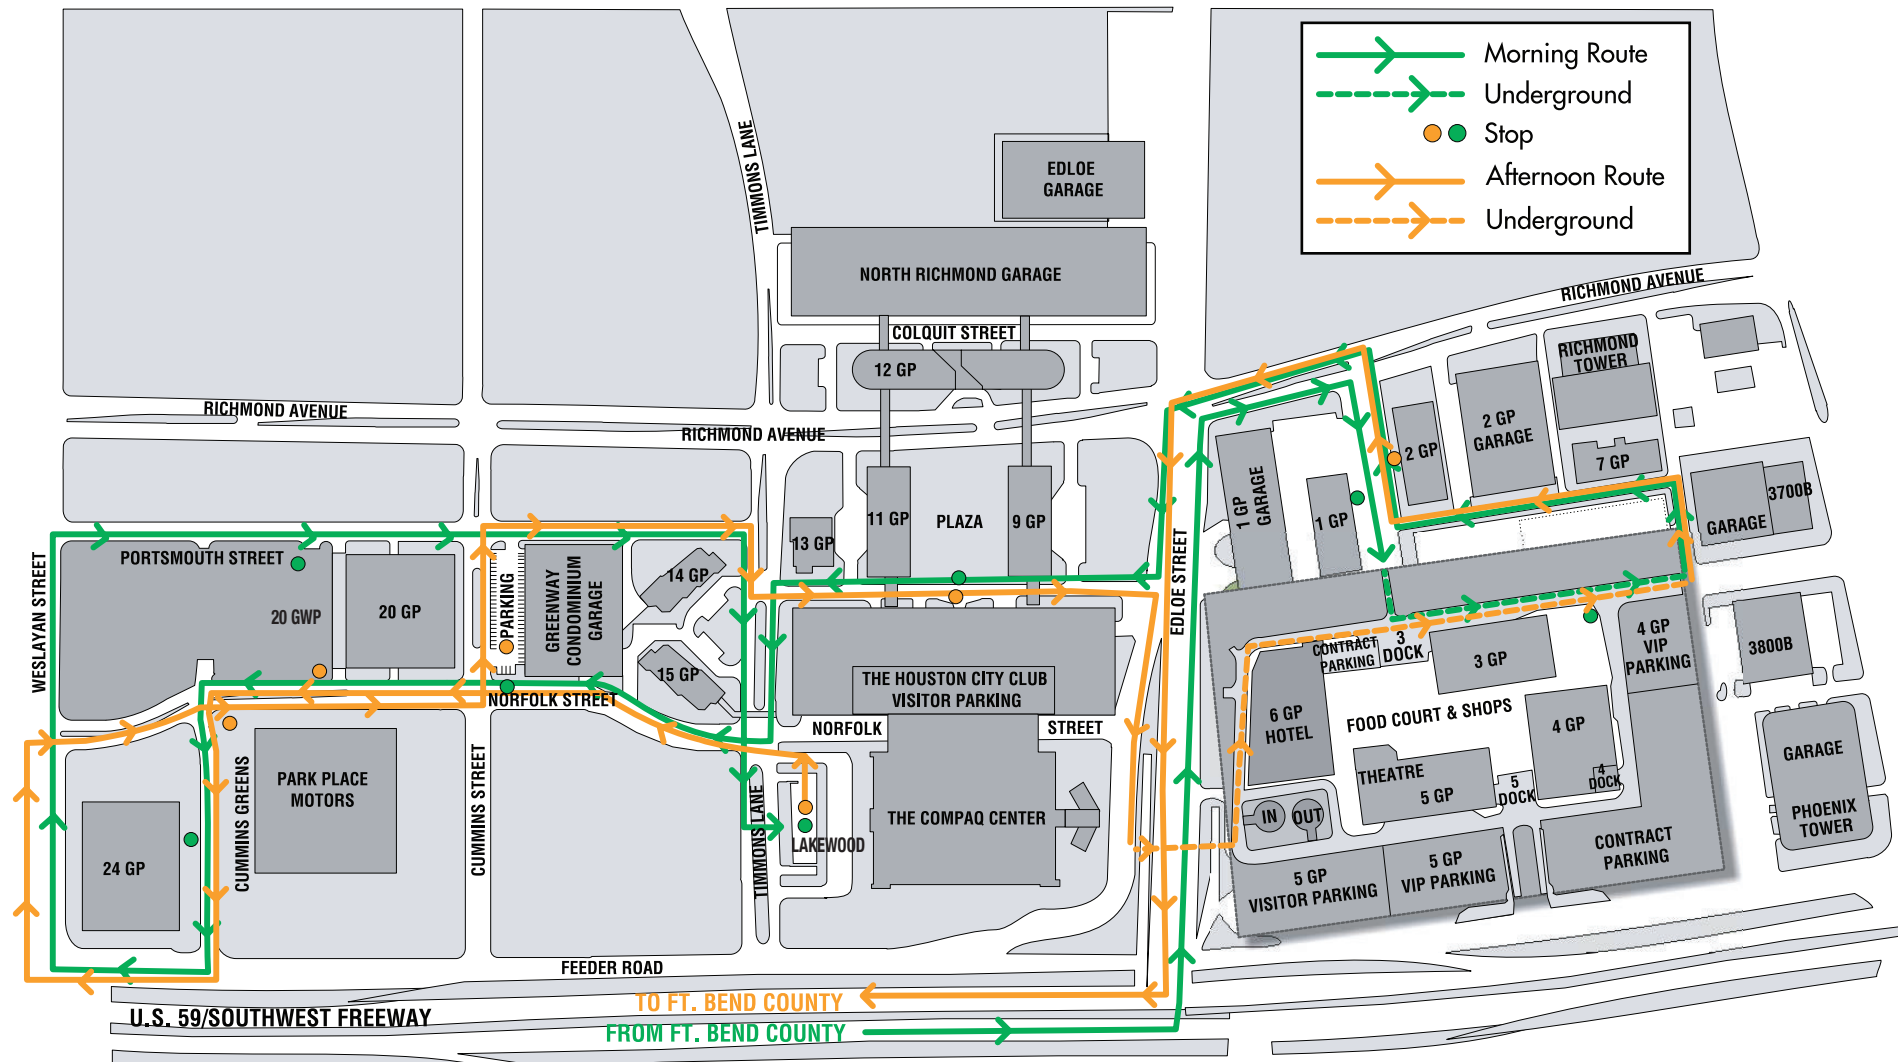 Morning Route
Underground
Stop
Afternoon Route
Underground
TIMMONS LANE
EDLOE
GARAGE
NORTH RICHMOND GARAGE
COLQUIT STREET
12 GP
RICHMOND AVENUE
RICHMOND
TOWER
RICHMOND AVENUE
RICHMOND AVENUE
2 GP
GARAGE
2 GP
7 GP
1 GP
GARAGE
1 GP
GARAGE
3700B
11 GP
PLAZA
9 GP
13 GP
PORTSMOUTH STREET
WESLAYAN STREET
20 GWP
20 GP
PARKING
GREENWAY
CONDOMINIUM
GARAGE
14 GP
15 GP
EDLOE STREET
CONTRACT
PARKING
3
DOCK
3 GP
4 GP
VIP
PARKING
3800B
THE HOUSTON CITY CLUB
VISITOR PARKING
NORFOLK STREET
NORFOLK
STREET
6 GP
HOTEL
FOOD COURT & SHOPS
4 GP
4
DOCK
THEATRE
5 GP
5
DOCK
GARAGE
PHOENIX
TOWER
PARK PLACE
MOTORS
CUMMINS GREENS
CUMMINS STREET
TIMMONS LANE
LAKEWOOD
THE COMPAQ CENTER
IN
OUT
24 GP
5 GP
VISITOR PARKING
5 GP
VIP PARKING
CONTRACT
PARKING
FEEDER ROAD
TO FT. BEND COUNTY
U.S. 59/SOUTHWEST FREEWAY
FROM FT. BEND COUNTY